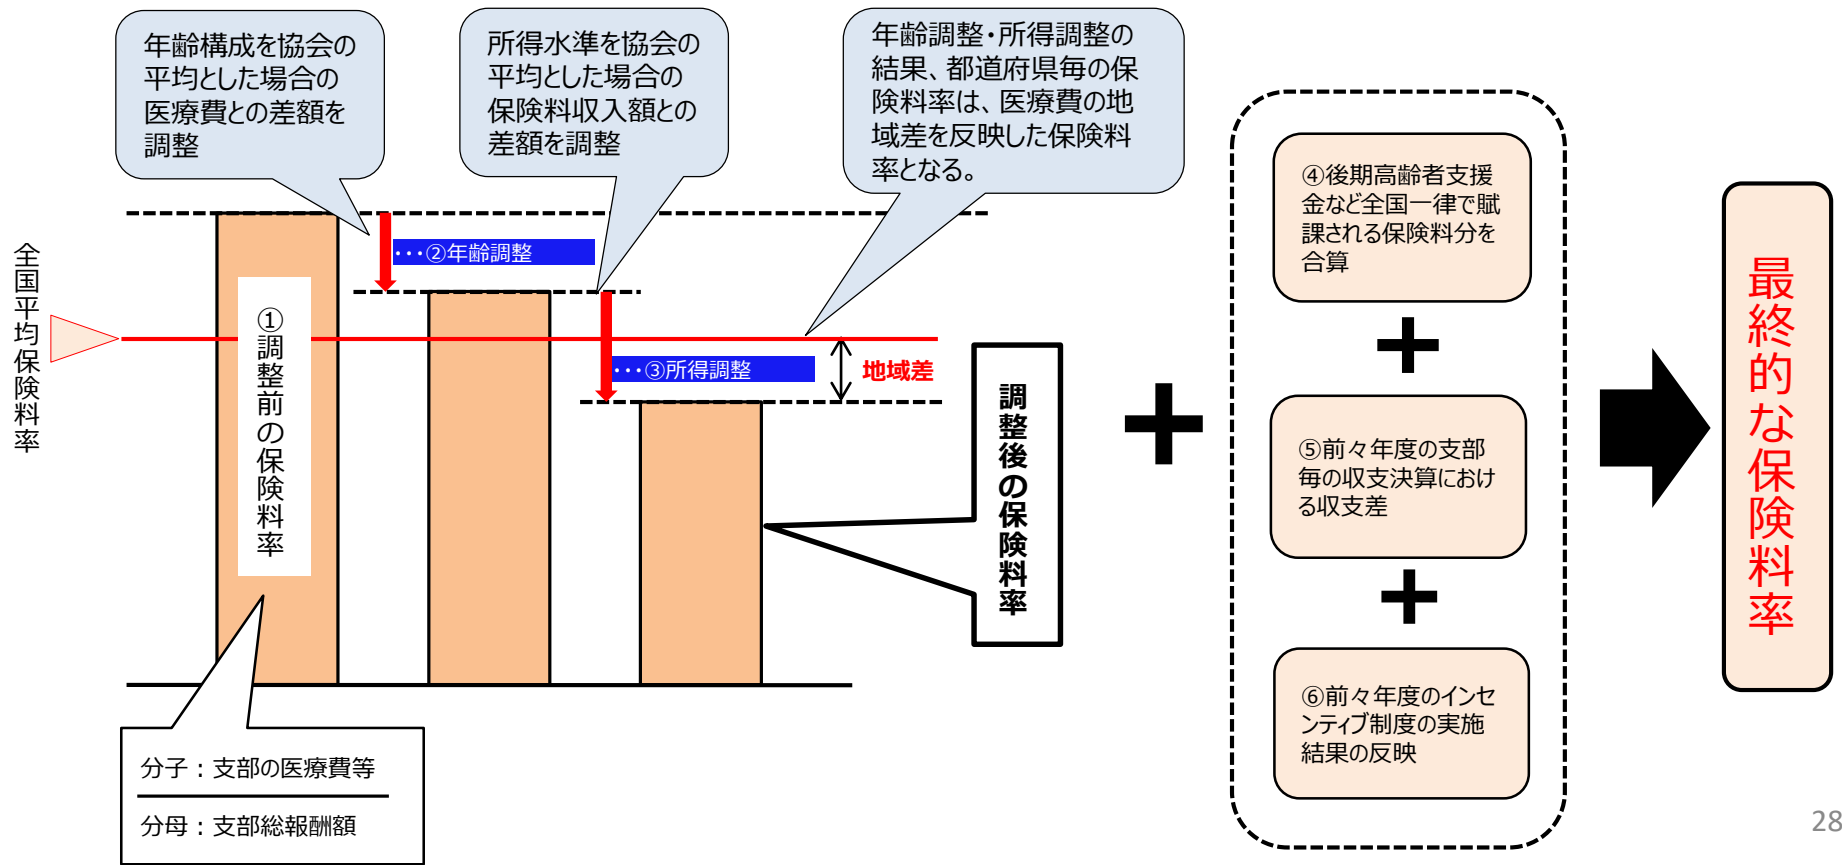 年齢構成を協会の
平均とした場合の
医療費との差額を
調整
所得水準を協会の
平均とした場合の
保険料収入額との
差額を調整
年齢調整・所得調整の
結果、都道府県毎の保
険料率は、医療費の地
域差を反映した保険料
率となる。
全国平均保険料率
①調整前の保険料率
・・・②年齢調整
・・・③所得調整
地域差
調整後の保険料率
分子：支部の医療費等
分母：支部総報酬額
④後期高齢者支援
金など全国一律で賦
課される保険料分を
合算
⑤前々年度の支部
毎の収支決算におけ
る収支差
⑥前々年度のインセ
ンティブ制度の実施
結果の反映
最終的な保険料率
28